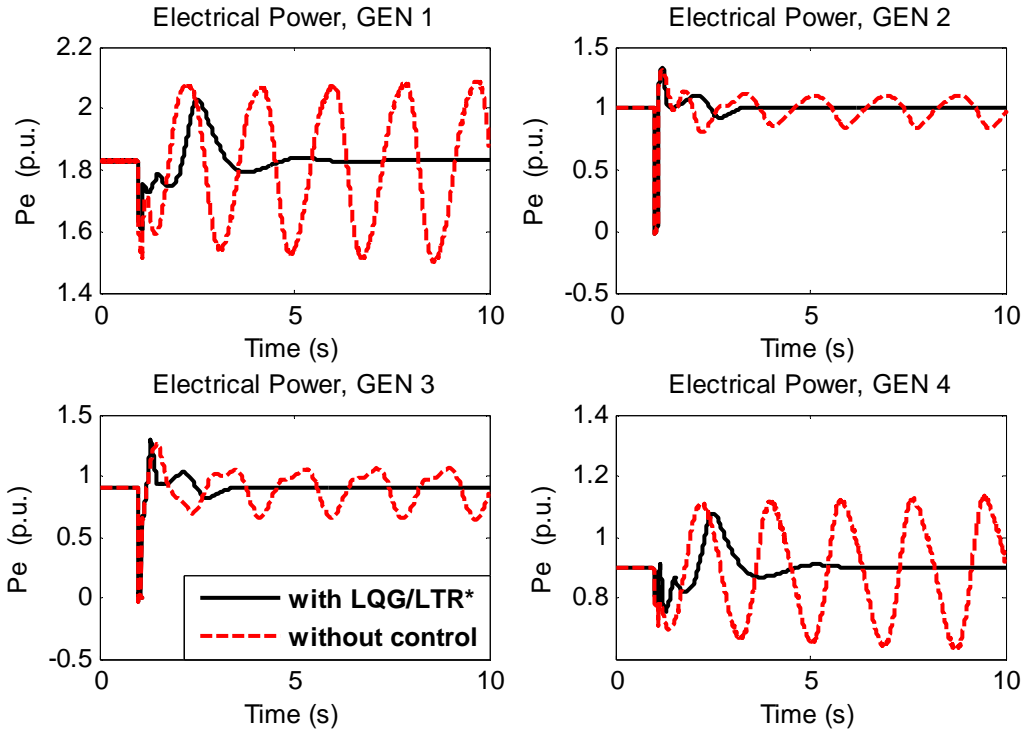 Electrical Power, GEN 1
2.2
2
1.8
1.6
1.4
Pe (p.u.)
0 5 10
Time (s)
Electrical Power, GEN 2
1.5
1
0.5
0
-0.5
Pe (p.u.)
0 5 10
Time (s)
Electrical Power, GEN 3
1.5
1
0.5
0
-0.5
Pe (p.u.)
with LQG/LTR*
without control
0 5 10
Time (s)
Electrical Power, GEN 4
1.4
1.2
1
0.8
Pe (p.u.)
0 5 10
Time (s)